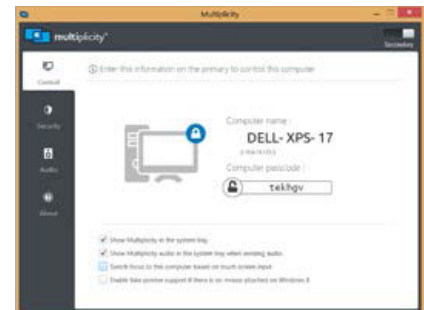 Multiplicity
multiplicity™
Secondary
Control
Enter this information on the primary to control this computer
Security
Computer name :
DELL- XPS- 17
Audio
Computer passcode :
tekhgv
About
Show Multiplicity in the system tray
Show Multiplicity audio in the system tray when sending audio
Switch focus to this computer based on touch screen input
Enable fake pointer support if there is no mouse attached on Windows 8